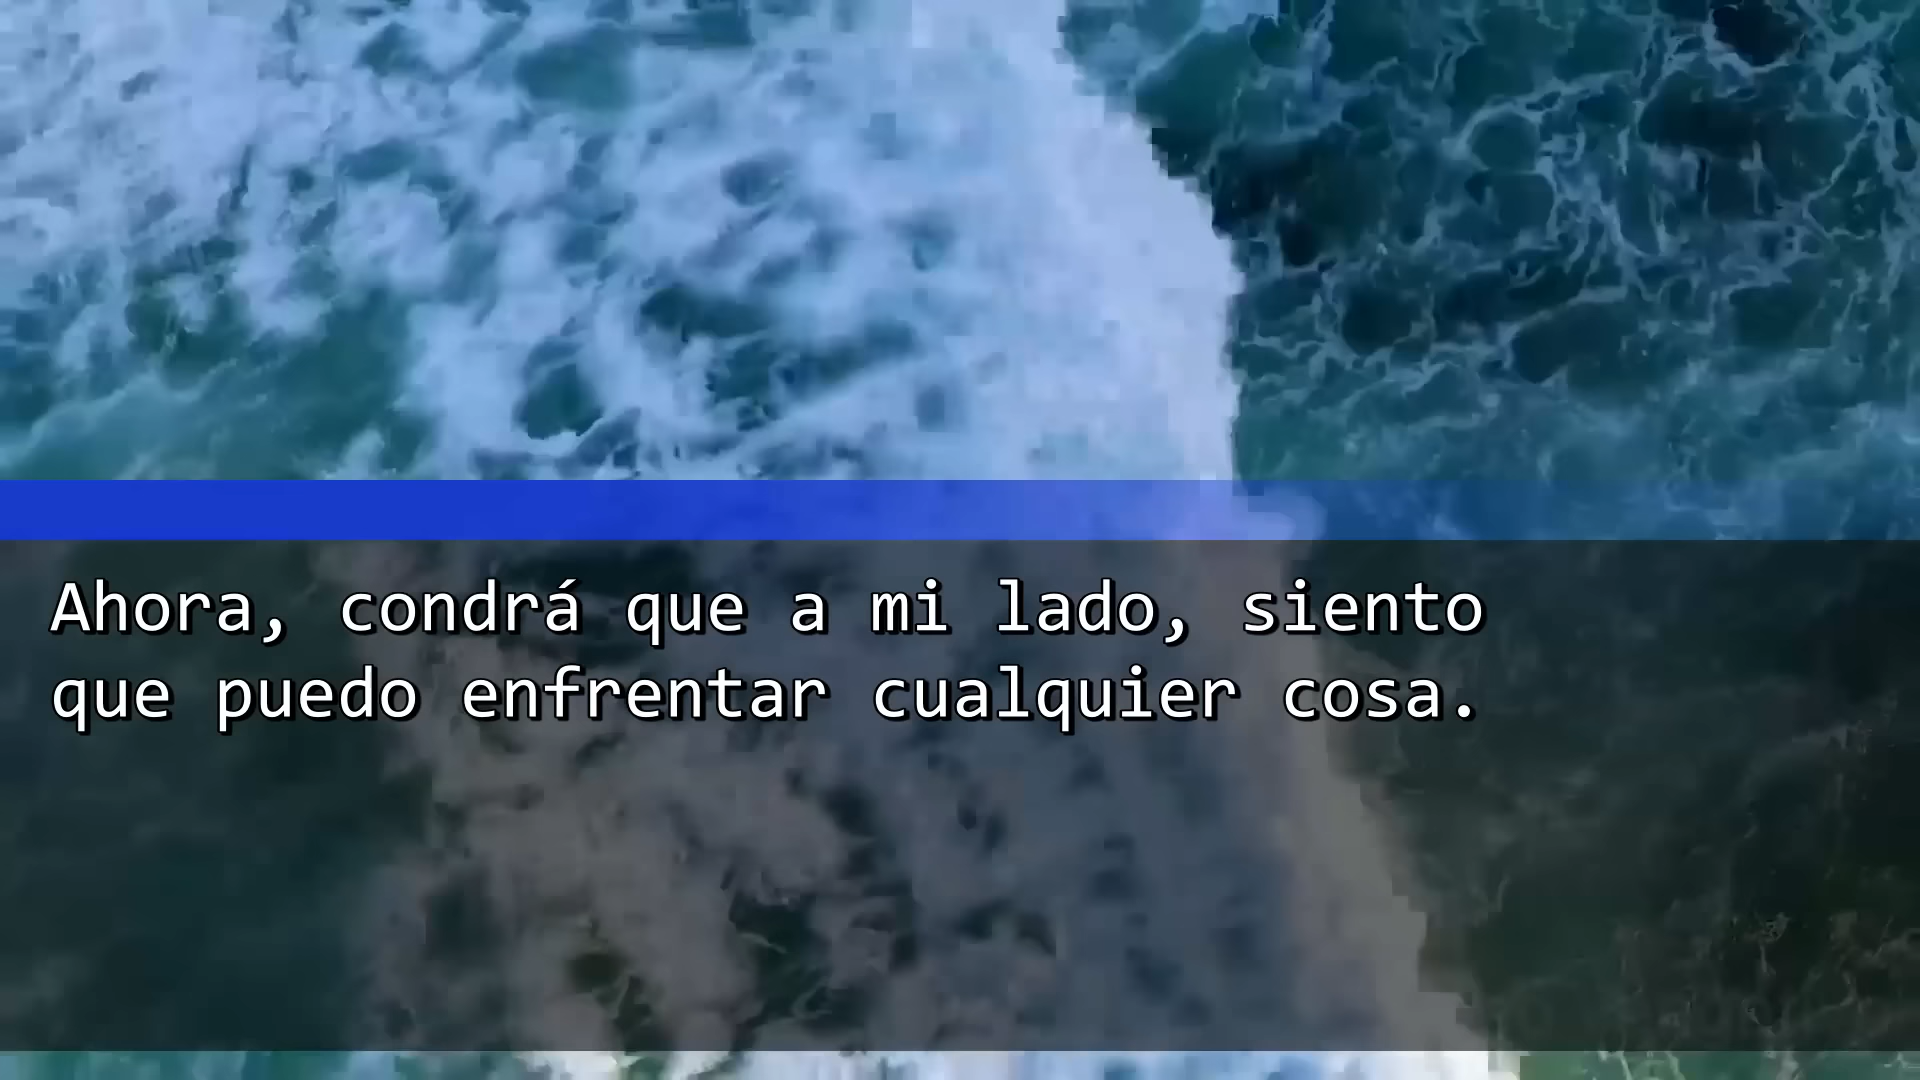 Ahora, condrá que a mi lado, siento
que puedo enfrentar cualquier cosa.